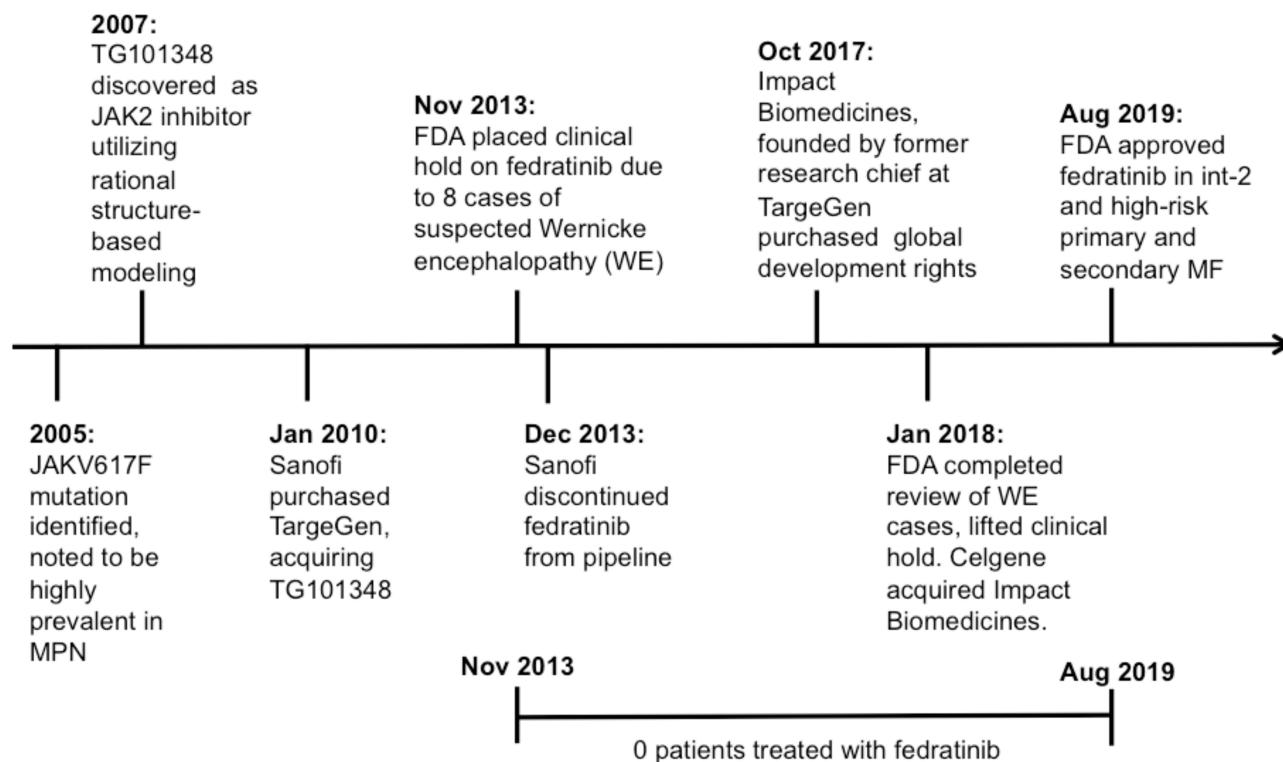 2007:
TG101348
discovered as
JAK2 inhibitor
utilizing
rational
structure-
based
modeling
Nov 2013:
FDA placed clinical
hold on fedratinib due
to 8 cases of
suspected Wernicke
encephalopathy (WE)
Oct 2017:
Impact
Biomedicines,
founded by former
research chief at
TargeGen
purchased global
development rights
Aug 2019:
FDA approved
fedratinib in int-2
and high-risk
primary and
secondary MF
2005:
JAKV617F
mutation
identified,
noted to be
highly
prevalent in
MPN
Jan 2010:
Sanofi
purchased
TargeGen,
acquiring
TG101348
Dec 2013:
Sanofi
discontinued
fedratinib
from pipeline
Jan 2018:
FDA completed
review of WE
cases, lifted clinical
hold. Celgene
acquired Impact
Biomedicines.
Nov 2013
Aug 2019
0 patients treated with fedratinib